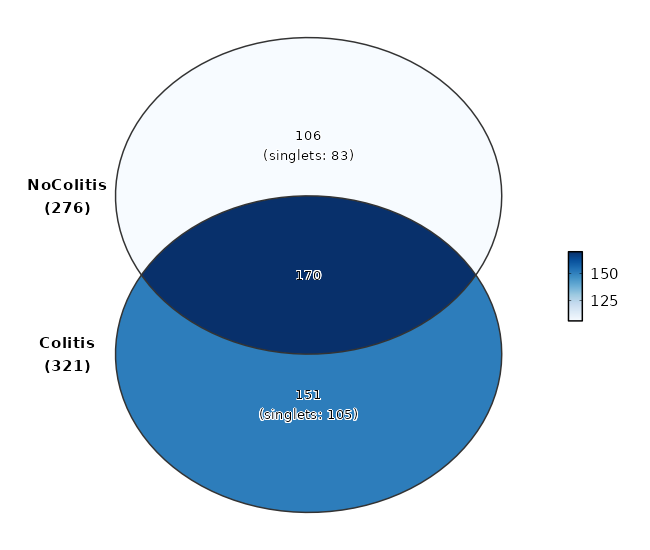 106
(singlets: 83)
NoColitis
(276)
170
150
125
Colitis
(321)
151
(singlets: 105)